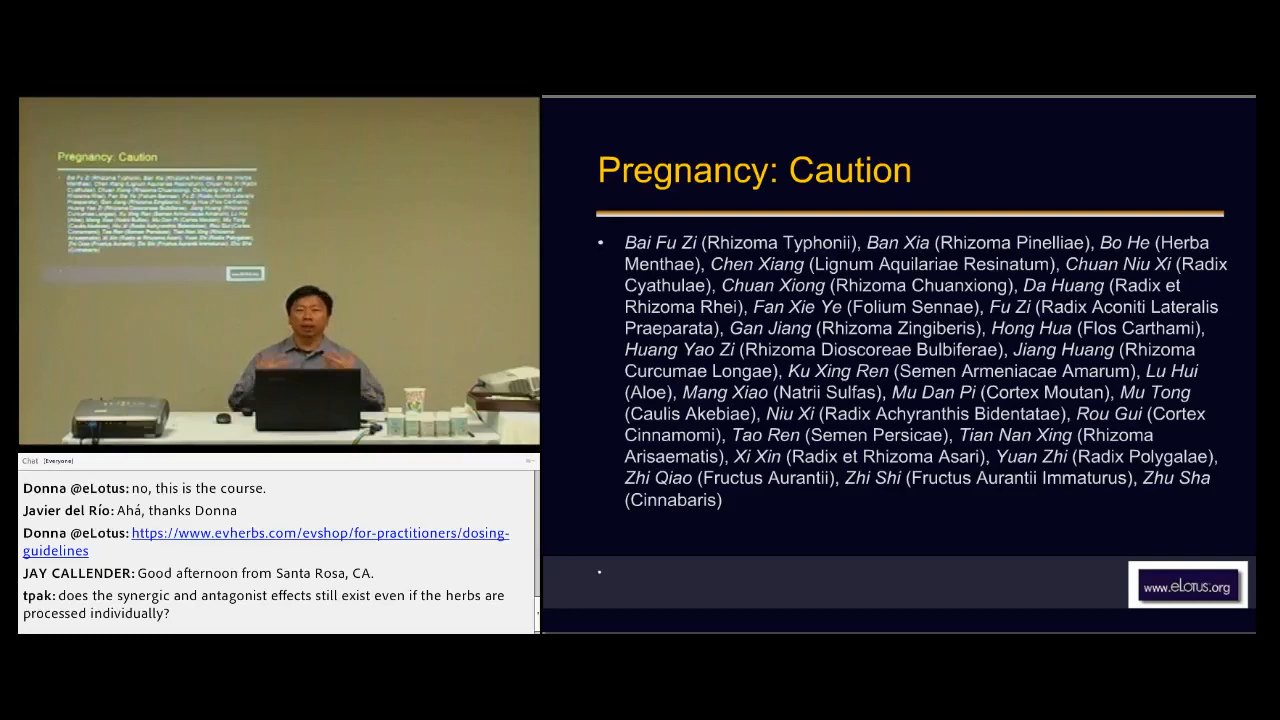 Pregnancy: Caution
• Bai Fu Zi (Rhizoma Typhonii), Ban Xia (Rhizoma Pinelliae), Bo He (Herba
Menthae), Chen Xiang (Lignum Aquilariae Resinatum), Chuan Niu Xi (Radix
Cyathulae), Chuan Xiong (Rhizoma Chuanxiong), Da Huang (Radix et
Rhizoma Rhei), Fan Xie Ye (Folium Sennae), Fu Zi (Radix Aconiti Lateralis
Praeparata), Gan Jiang (Rhizoma Zingiberis), Hong Hua (Flos Carthami),
Huang Yao Zi (Rhizoma Dioscoreae Bulbiferae), Jiang Huang (Rhizoma
Curcumae Longae), Ku Xing Ren (Semen Armeniacae Amarum), Lu Hui
(Aloe), Mang Xiao (Natrii Sulfas), Mu Dan Pi (Cortex Moutan), Mu Tong
(Caulis Akebiae), Niu Xi (Radix Achyranthis Bidentatae), Rou Gui (Cortex
Cinnamomi), Tao Ren (Semen Persicae), Tian Nan Xing (Rhizoma
Arisaematis), Xi Xin (Radix et Rhizoma Asari), Yuan Zhi (Radix Polygalae),
Zhi Qiao (Fructus Aurantii), Zhi Shi (Fructus Aurantii Immaturus), Zhu Sha
(Cinnabaris)
www.eLotus.org
Pregnancy: Caution
Chat (Everyone)
Donna @eLotus: no, this is the course.
Javier del Río: Ahá, thanks Donna
Donna @eLotus: https://www.evherbs.com/evshop/for-practitioners/dosing-
guidelines
JAY CALLENDER: Good afternoon from Santa Rosa, CA.
tpak: does the synergic and antagonist effects still exist even if the herbs are
processed individually?